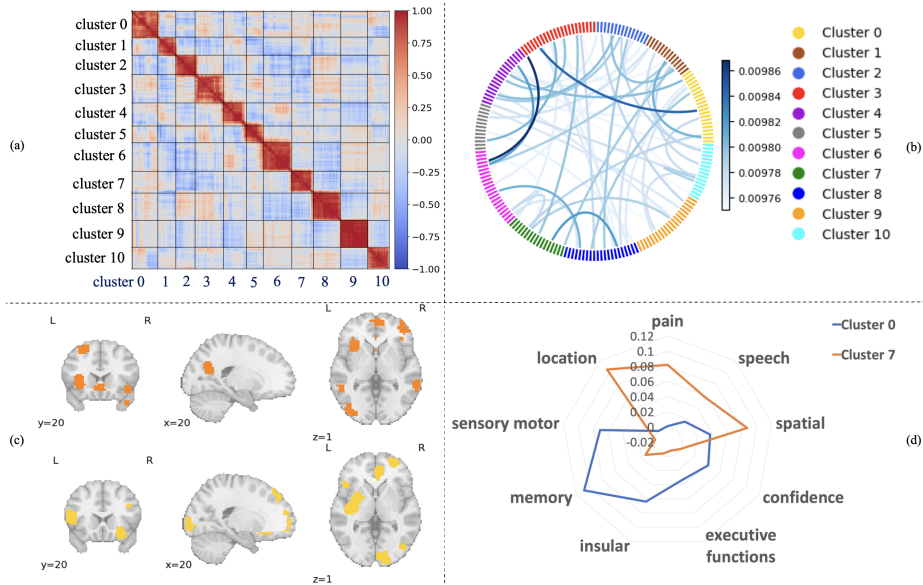 (a)
cluster 0
cluster 1
cluster 2
cluster 3
cluster 4
cluster 5
cluster 6
cluster 7
cluster 8
cluster 9
cluster 10
cluster 0 1 2 3 4 5 6 7 8 9 10
1.00
0.75
0.50
0.25
0.00
−0.25
−0.50
−0.75
−1.00
(b)
0.00986
0.00984
0.00982
0.00980
0.00978
0.00976
Cluster 0
Cluster 1
Cluster 2
Cluster 3
Cluster 4
Cluster 5
Cluster 6
Cluster 7
Cluster 8
Cluster 9
Cluster 10
(c)
L R
y=20
x=20
L R
z=1
L R
y=20
x=20
L R
z=1
(d)
pain
speech
spatial
confidence
executive
functions
insular
memory
sensory motor
location
0.12
0.1
0.08
0.06
0.04
0.02
0
-0.02
Cluster 0
Cluster 7